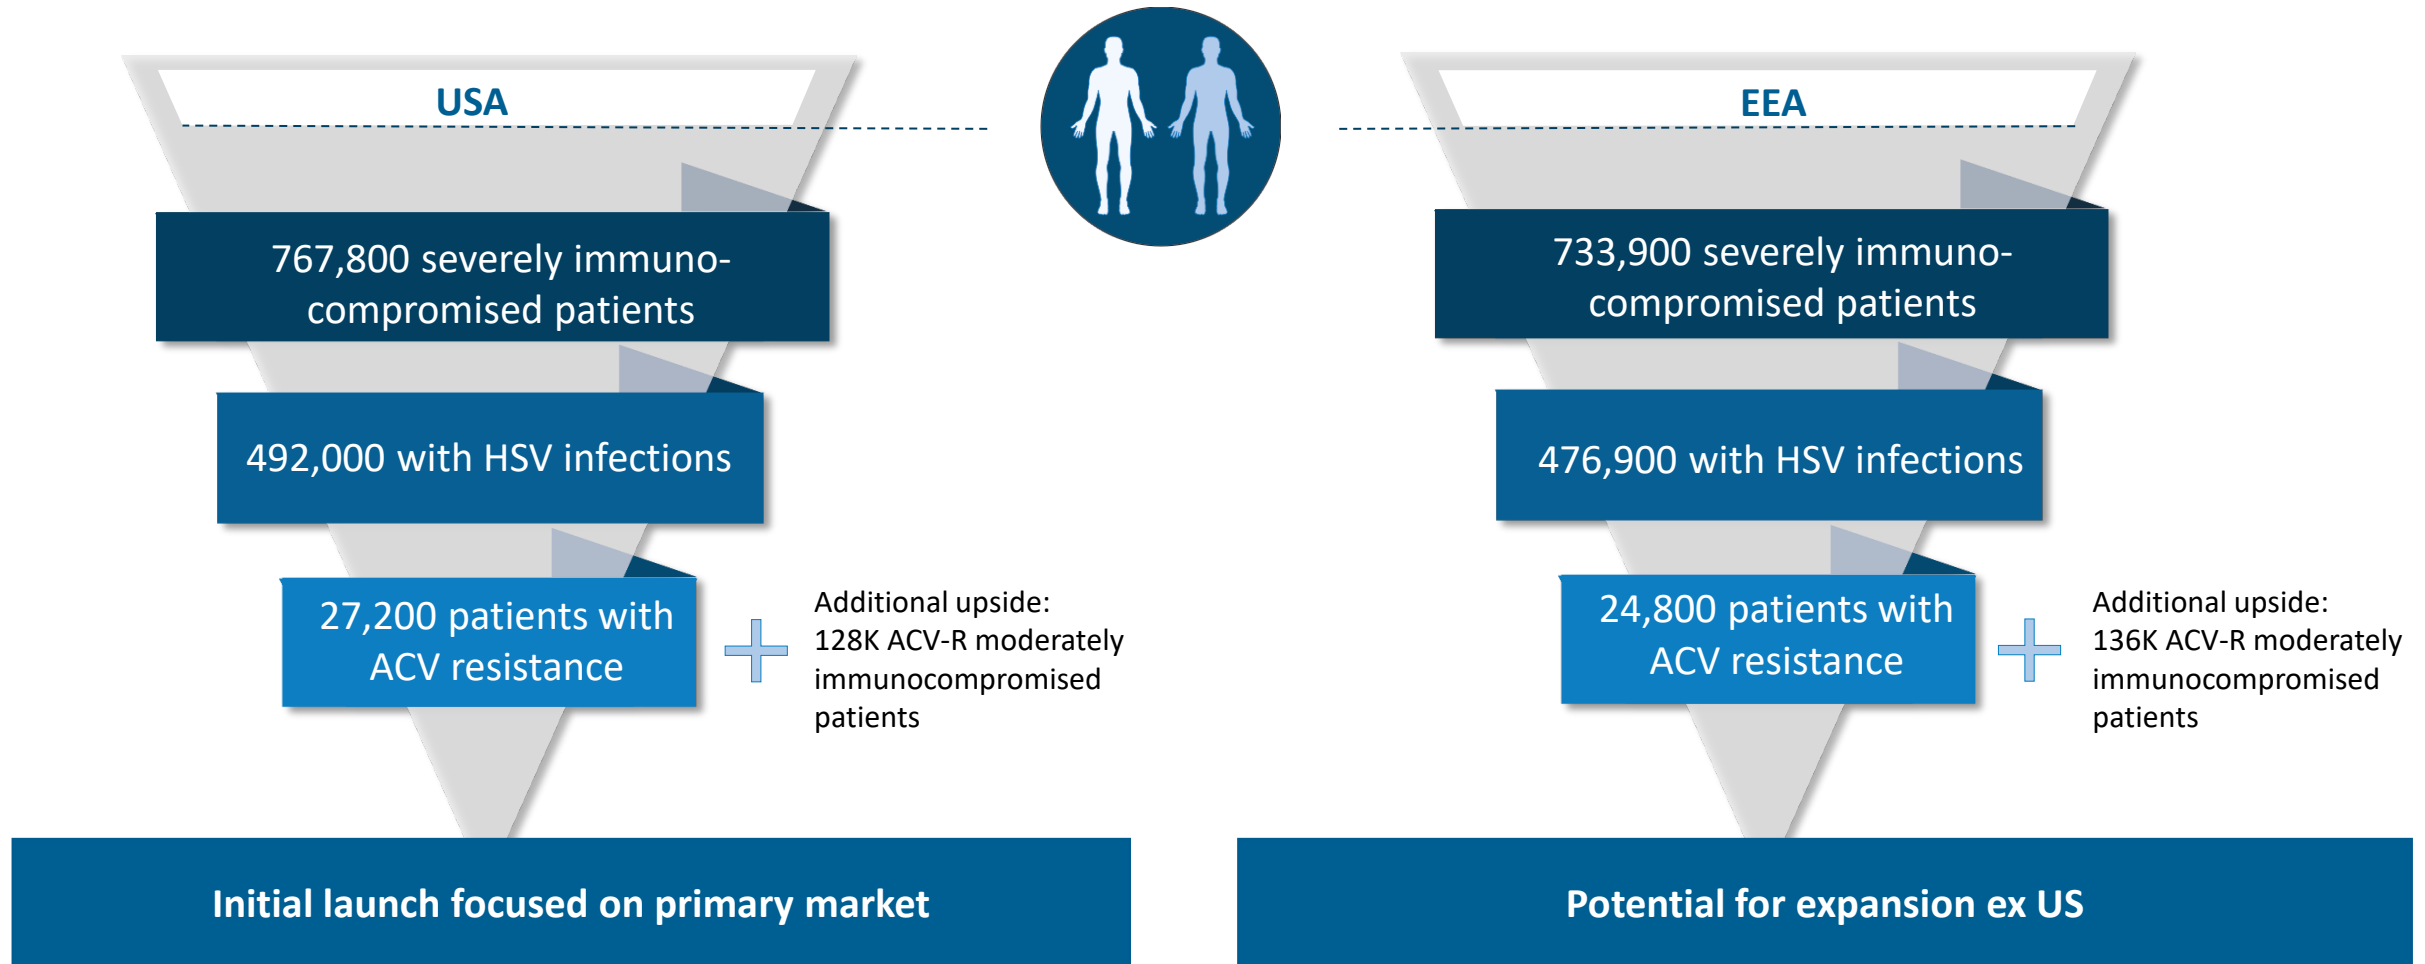 USA
767,800 severely immuno-
compromised patients
492,000 with HSV infections
27,200 patients with
ACV resistance
Additional upside:
128K ACV-R moderately
immunocompromised
patients
Initial launch focused on primary market
EEA
733,900 severely immuno-
compromised patients
476,900 with HSV infections
24,800 patients with
ACV resistance
Additional upside:
136K ACV-R moderately
immunocompromised
patients
Potential for expansion ex US